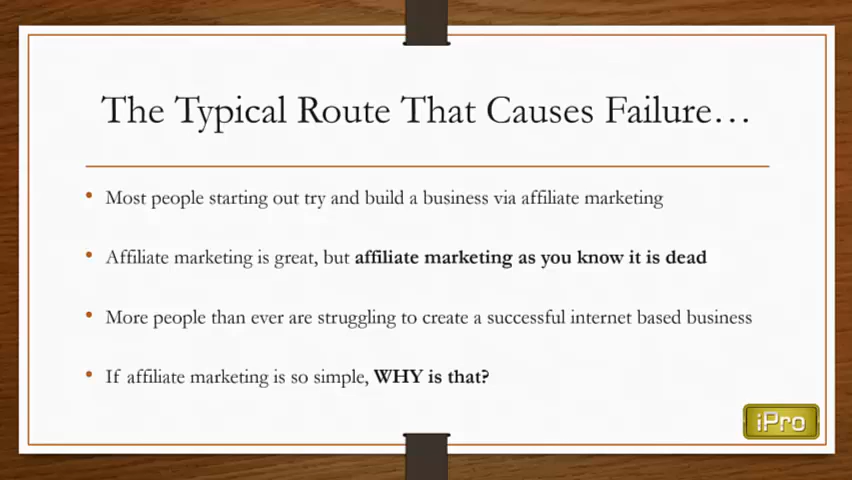 The Typical Route That Causes Failure…
• Most people starting out try and build a business via affiliate marketing
• Affiliate marketing is great, but affiliate marketing as you know it is dead
• More people than ever are struggling to create a successful internet based business
• If affiliate marketing is so simple, WHY is that?
iPro